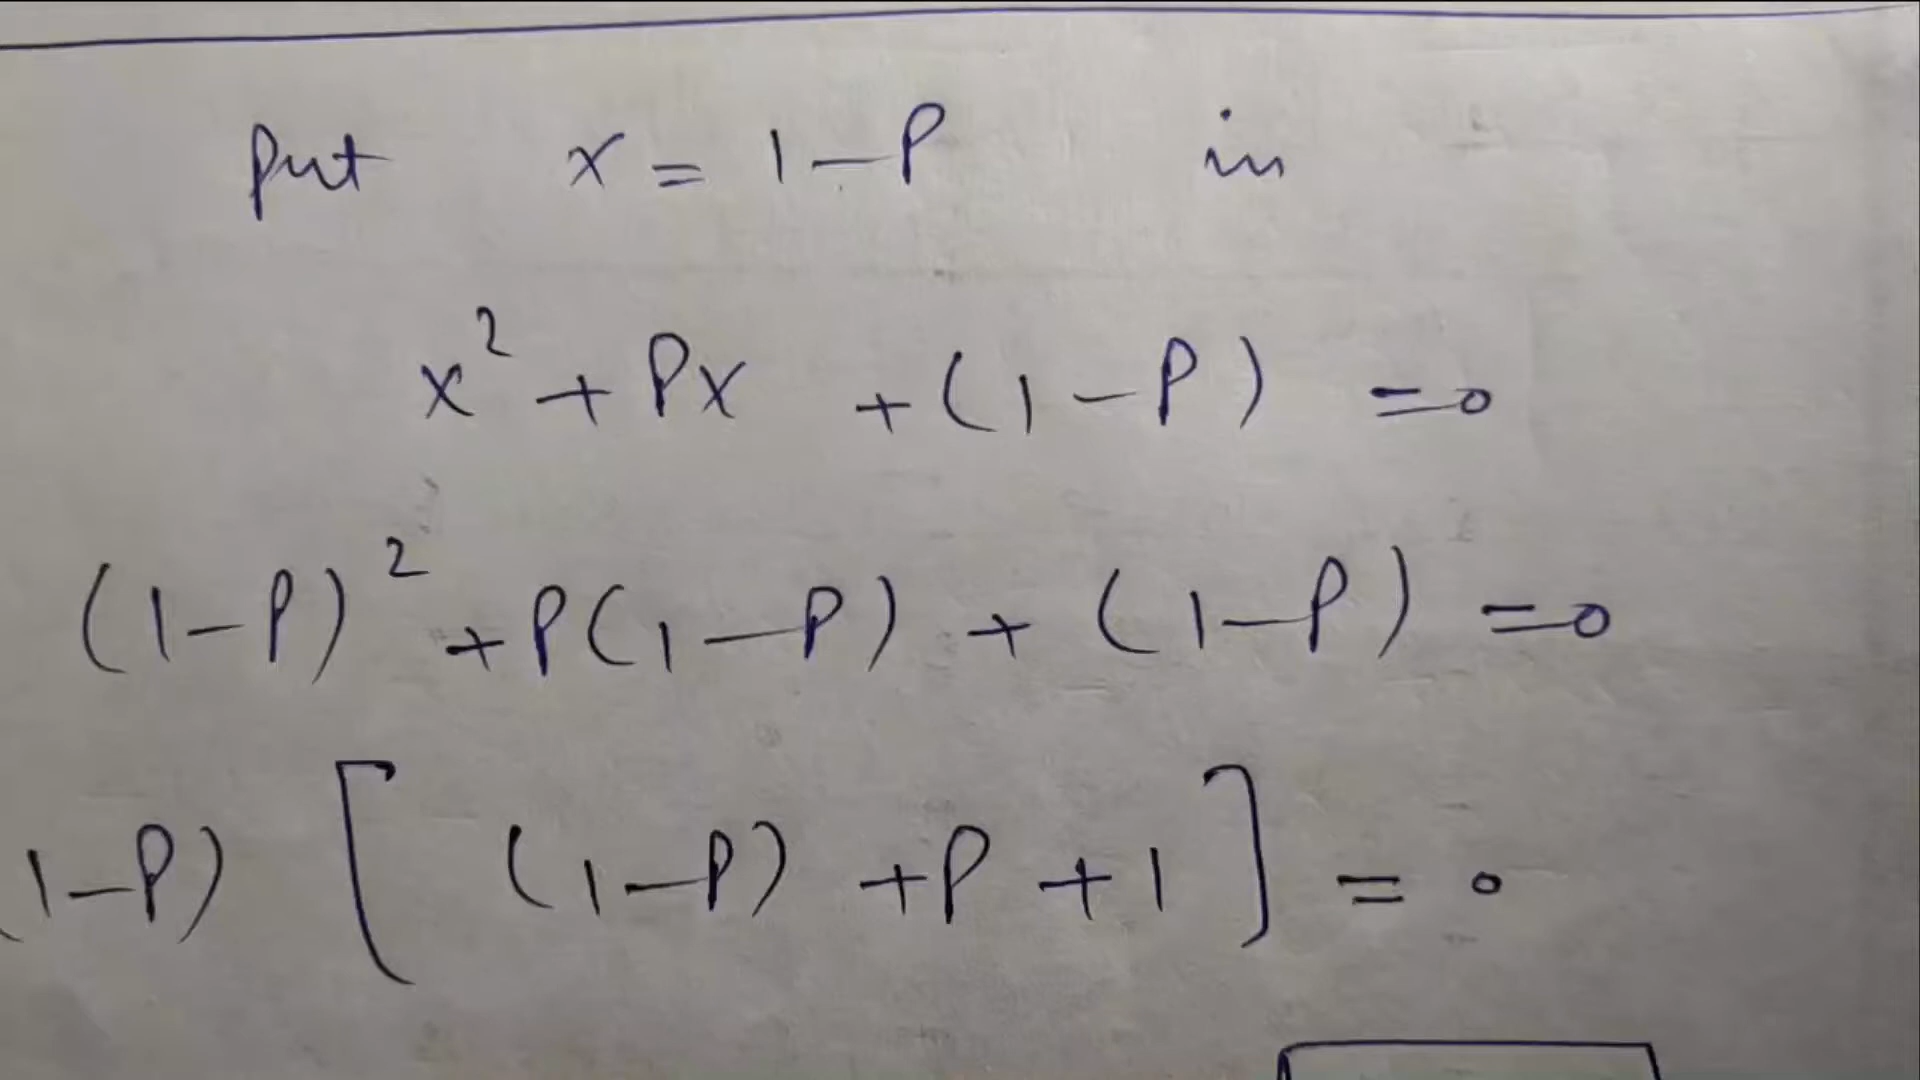 Put x = 1-P in
x² + Px + (1-P) =0
(1-P)² +P(1-P) + (1-P) =0
(1-P) [ (1-P) +P +1 ] = 0